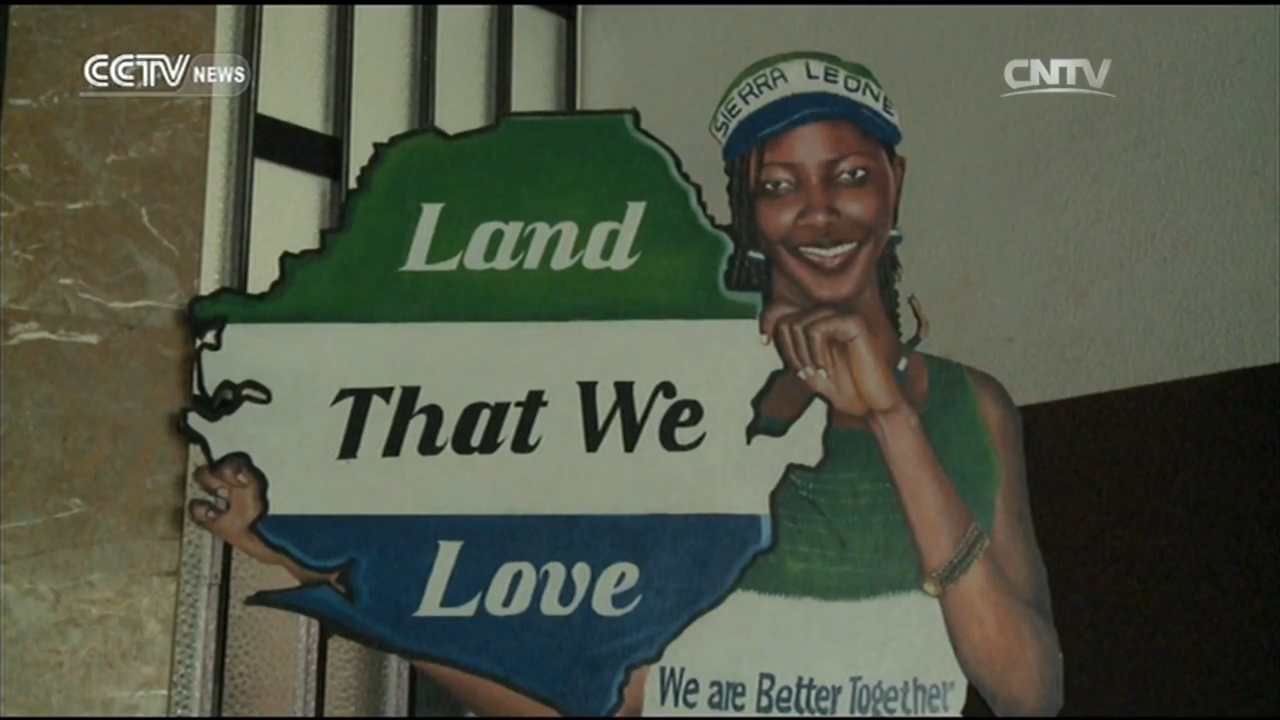 CCTV NEWS
CNTV
SIERRA LEONE
Land
That We
Love
We are Better Together